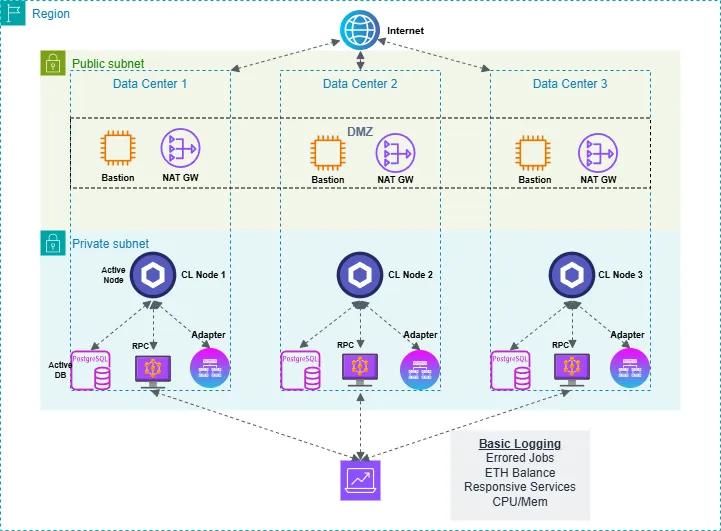 Region
Internet
Public subnet
Data Center 1
Data Center 2
Data Center 3
DMZ
Bastion
NAT GW
Bastion
NAT GW
Bastion
NAT GW
Private subnet
Active
Node
CL Node 1
CL Node 2
CL Node 3
RPC
Adapter
RPC
Adapter
RPC
Adapter
PostgreSQL
PostgreSQL
PostgreSQL
Active
DB
Basic Logging
Errored Jobs
ETH Balance
Responsive Services
CPU/Mem